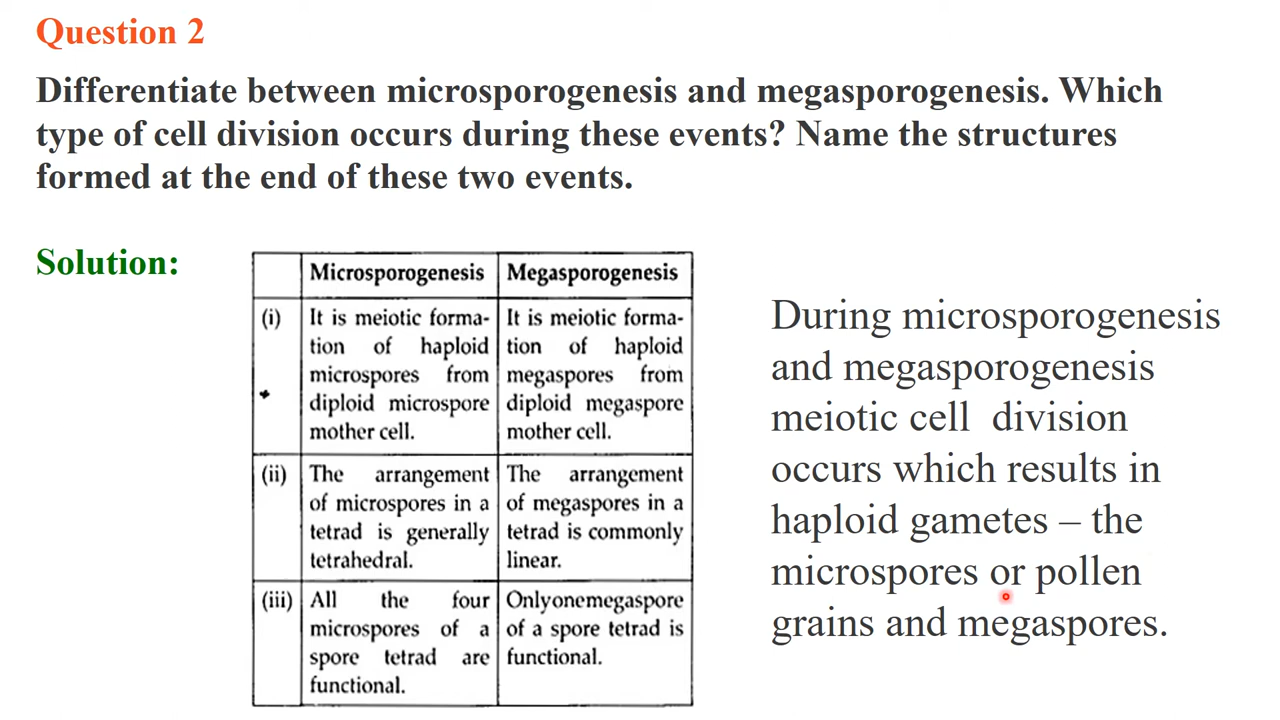 Question 2
Differentiate between microsporogenesis and megasporogenesis. Which
type of cell division occurs during these events? Name the structures
formed at the end of these two events.
Solution:
Microsporogenesis Megasporogenesis
(i) It is meiotic forma- It is meiotic forma-
tion of haploid tion of haploid
microspores from megaspores from
diploid microspore diploid megaspore
mother cell. mother cell.
(ii) The arrangement The arrangement
of microspores in a of megaspores in a
tetrad is generally tetrad is commonly
tetrahedral. linear.
(iii) All the four Onlyonemegaspore
microspores of a of a spore tetrad is
spore tetrad are functional.
functional.
During microsporogenesis
and megasporogenesis
meiotic cell division
occurs which results in
haploid gametes – the
microspores or pollen
grains and megaspores.